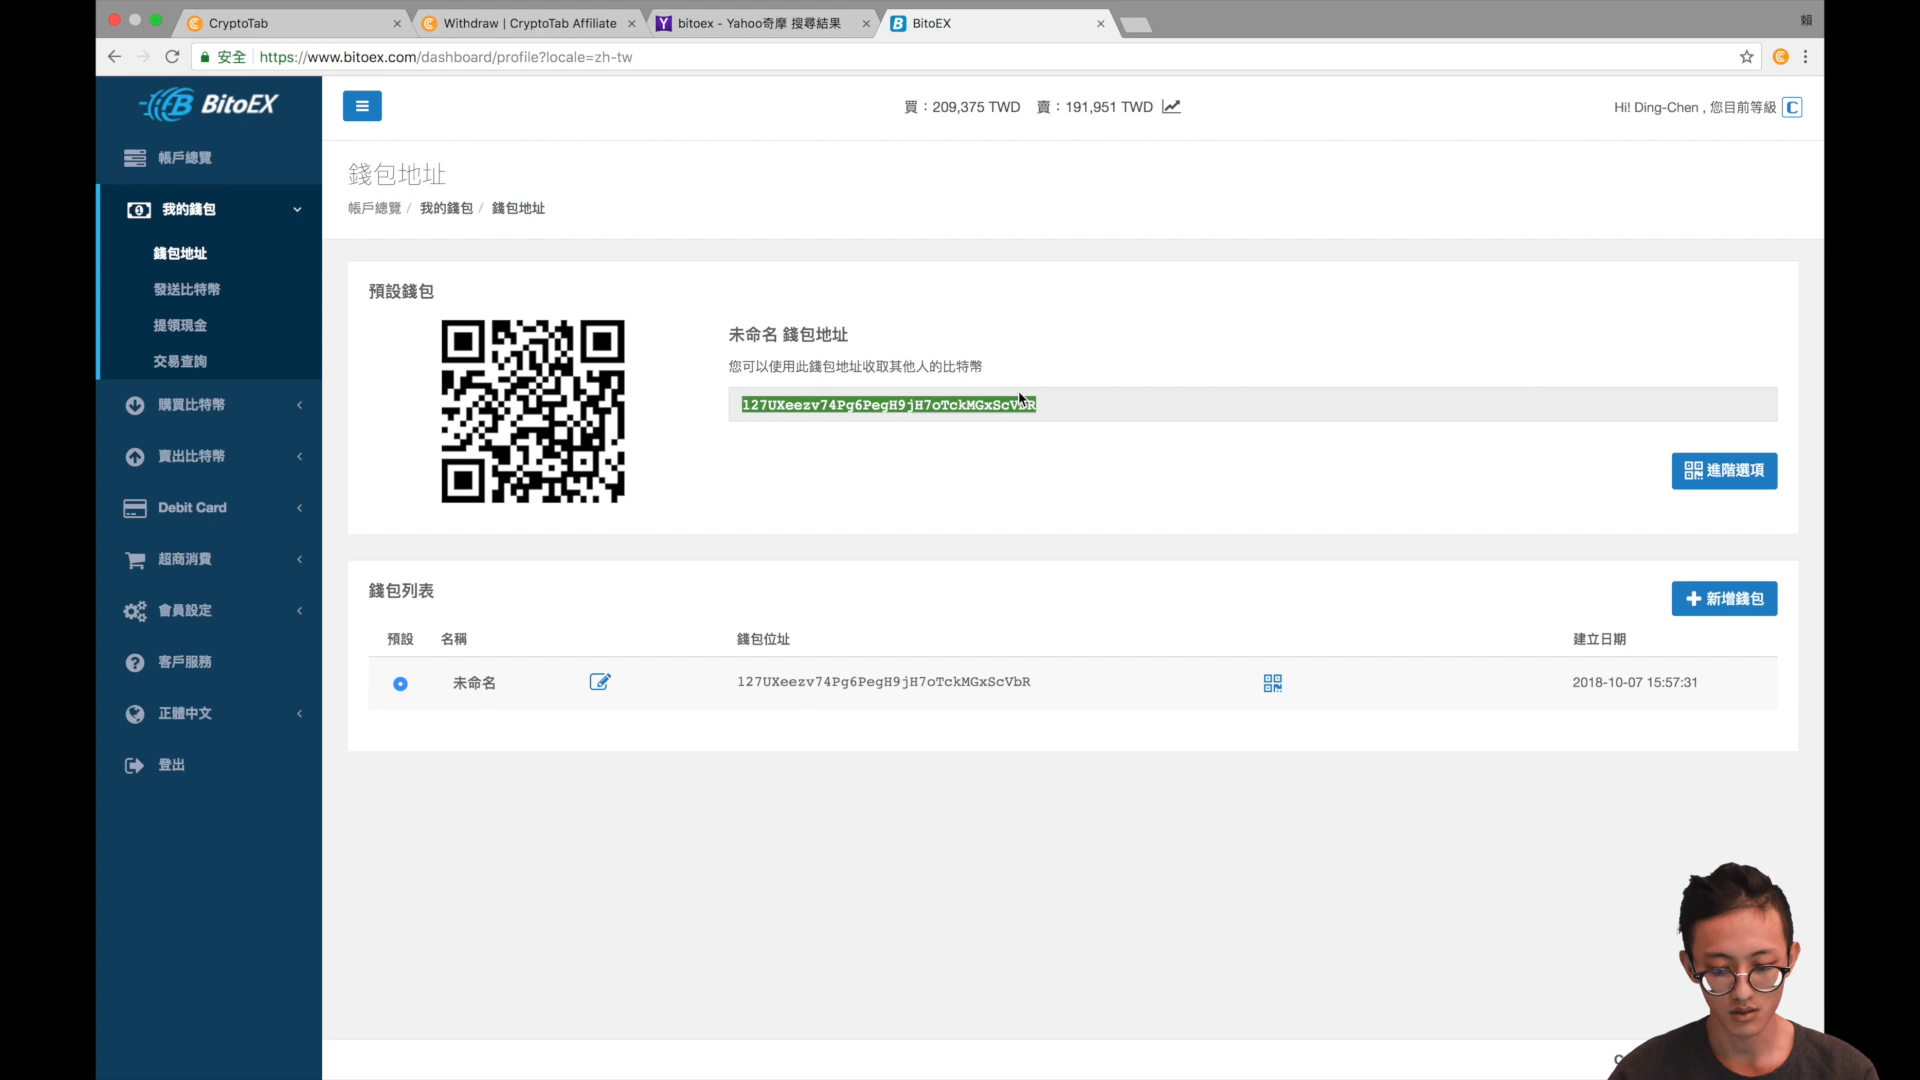 CryptoTab
Withdraw | CryptoTab Affiliate
bitoex - Yahoo奇摩 搜尋結果
BitoEX
賴
安全
https://www.bitoex.com/dashboard/profile?locale=zh-tw
BitoEX
買：209,375 TWD 賣：191,951 TWD
Hi! Ding-Chen , 您目前等級 C
帳戶總覽
我的錢包
錢包地址
發送比特幣
提領現金
交易查詢
購買比特幣
賣出比特幣
Debit Card
超商消費
會員設定
客戶服務
正體中文
登出
錢包地址
帳戶總覽 / 我的錢包 / 錢包地址
預設錢包
未命名 錢包地址
您可以使用此錢包地址收取其他人的比特幣
127UXeezv74Pg6PegH9jH7oTckMGxScVbR
進階選項
錢包列表
新增錢包
預設 名稱 錢包位址 建立日期
未命名 127UXeezv74Pg6PegH9jH7oTckMGxScVbR 2018-10-07 15:57:31